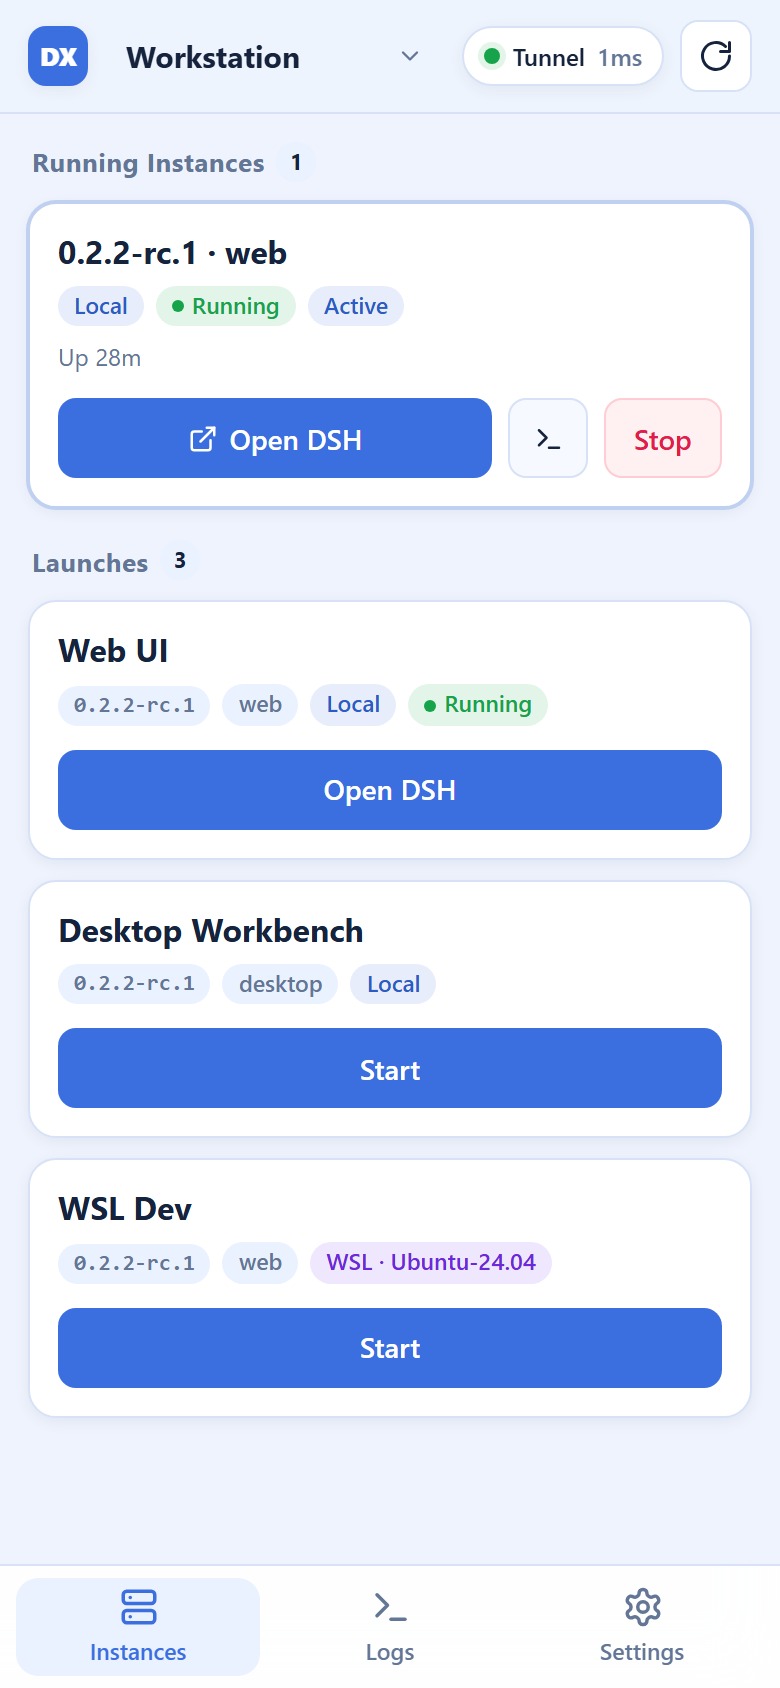 DX Workstation Tunnel 1ms
Running Instances 1
0.2.2-rc.1 · web
Local Running Active
Up 28m
Open DSH >_ Stop
Launches 3
Web UI
0.2.2-rc.1 web Local Running
Open DSH
Desktop Workbench
0.2.2-rc.1 desktop Local
Start
WSL Dev
0.2.2-rc.1 web WSL · Ubuntu-24.04
Start
Instances Logs Settings